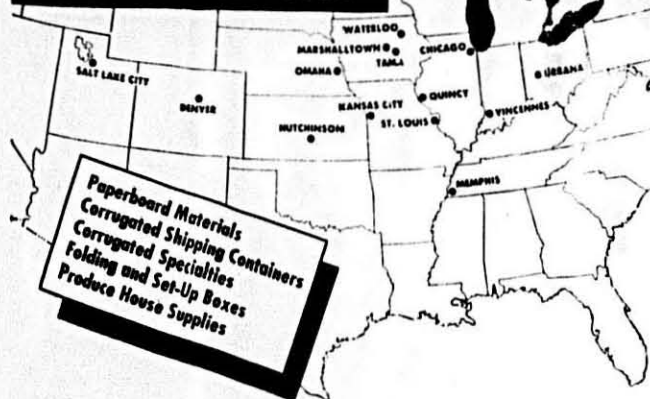 WATERLOO
MARSHALLTOWN
TAMA
CHICAGO
OMAHA
URBANA
SALT LAKE CITY
DENVER
QUINCY
KANSAS CITY
VINCENNES
HUTCHINSON
ST. LOUIS
MEMPHIS
Paperboard Materials
Corrugated Shipping Containers
Corrugated Specialties
Folding and Set-Up Boxes
Produce House Supplies